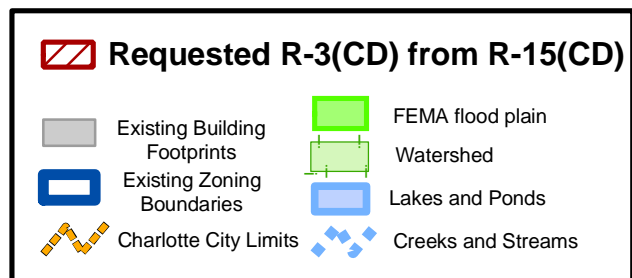 Requested R-3(CD) from R-15(CD)
Existing Building
Footprints
Existing Zoning
Boundaries
Charlotte City Limits
FEMA flood plain
Watershed
Lakes and Ponds
Creeks and Streams